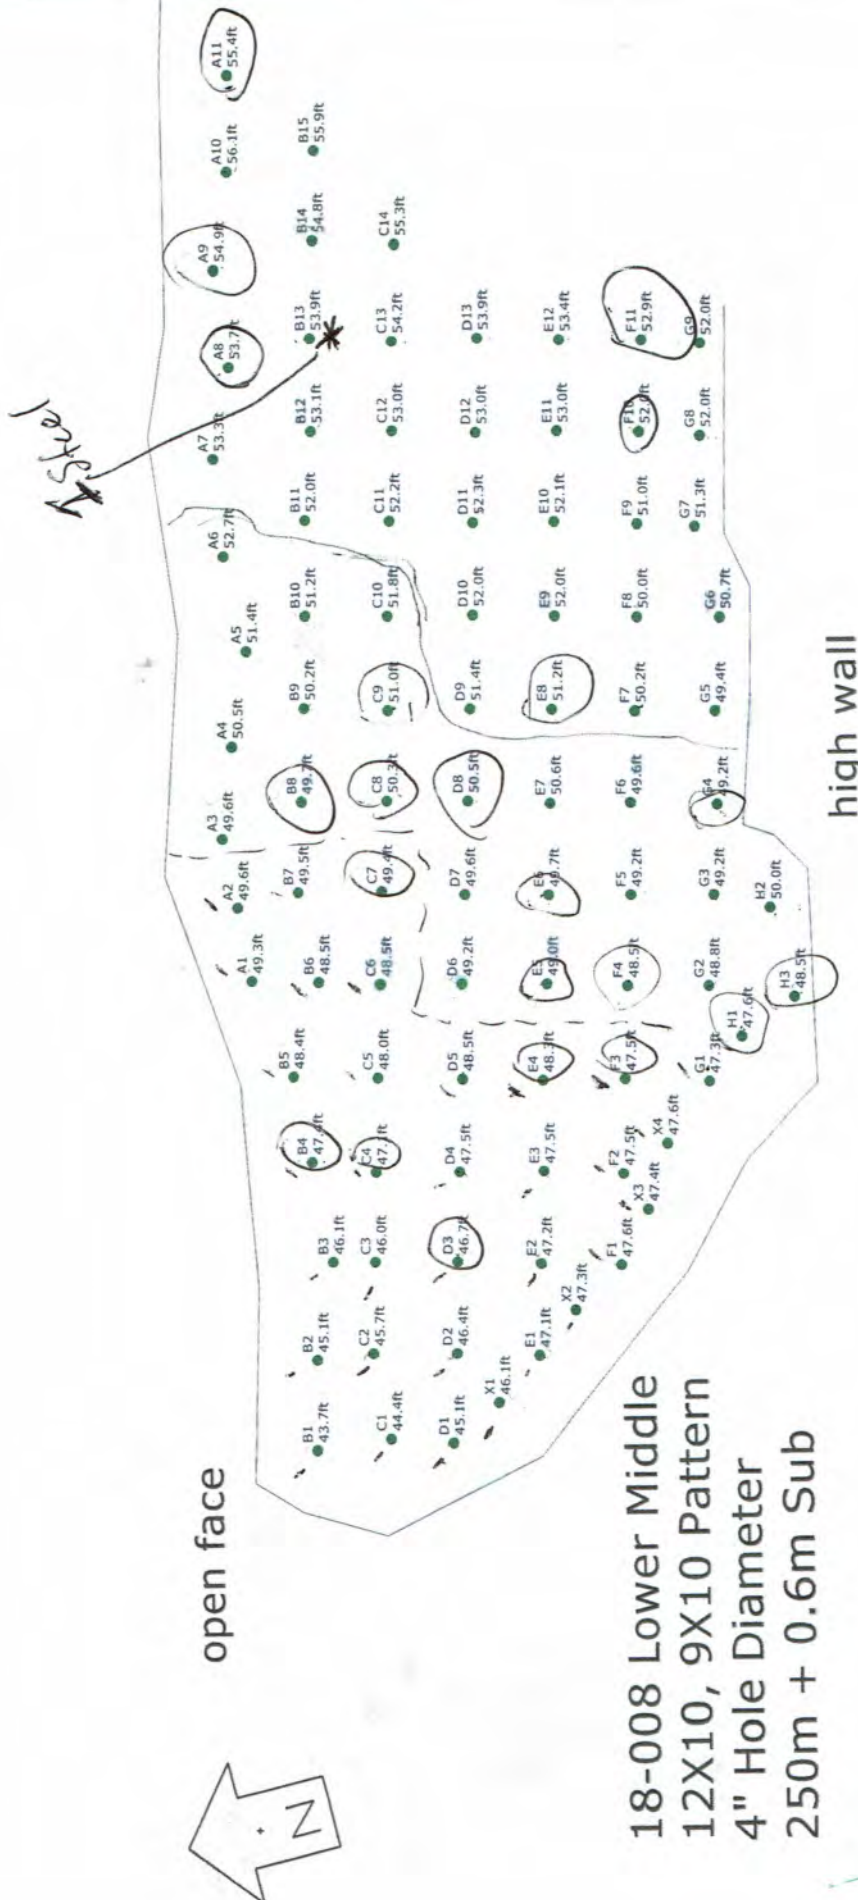 Steel
open face
A1
49.3ft
A2
49.6ft
A3
49.6ft
A4
50.5ft
A5
51.4ft
A6
52.7ft
A7
53.3ft
A8
53.7ft
A9
54.9ft
A10
56.1ft
A11
55.4ft
B1
43.7ft
B2
45.1ft
B3
46.1ft
B4
B5
48.4ft
B6
48.5ft
B7
49.5ft
B8
49.7ft
B9
50.2ft
B10
51.2ft
B11
52.0ft
B12
53.1ft
B13
53.9ft
B14
54.8ft
B15
55.9ft
C1
44.4ft
C2
45.7ft
C3
46.0ft
C4
C5
48.0ft
C6
48.5ft
C7
49.4ft
C8
50.3ft
C9
51.0ft
C10
51.8ft
C11
52.2ft
C12
53.0ft
C13
54.2ft
C14
55.3ft
D1
45.1ft
D2
46.4ft
D3
46.7ft
D4
47.5ft
D5
48.5ft
D6
49.2ft
D7
49.6ft
D8
50.5ft
D9
51.4ft
D10
52.0ft
D11
52.3ft
D12
53.0ft
D13
53.9ft
X1
46.1ft
E1
47.1ft
E2
47.2ft
E3
47.5ft
E4
48.3ft
E5
49.0ft
E6
49.7ft
E7
50.6ft
E8
51.2ft
E9
52.0ft
E10
52.1ft
E11
53.0ft
E12
53.4ft
X2
47.3ft
F1
47.6ft
F2
47.5ft
F3
47.5ft
F4
48.5ft
F5
49.2ft
F6
49.6ft
F7
50.2ft
F8
50.0ft
F9
51.0ft
F10
52.0ft
F11
52.9ft
X3
47.4ft
X4
47.6ft
G1
47.3ft
G2
48.8ft
G3
49.2ft
G4
49.2ft
G5
49.4ft
G6
50.7ft
G7
51.3ft
G8
52.0ft
G9
52.0ft
H1
47.6ft
H2
50.0ft
H3
48.5ft
high wall
N
18-008 Lower Middle
12X10, 9X10 Pattern
4" Hole Diameter
250m + 0.6m Sub